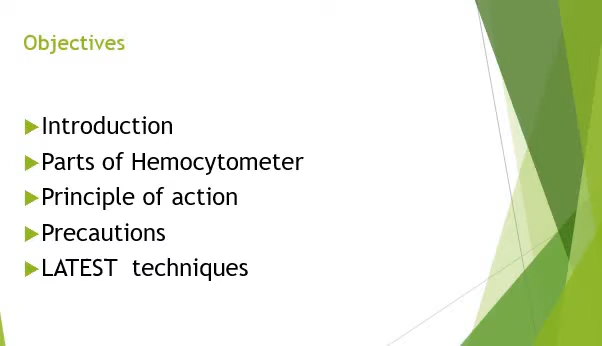 Objectives
Introduction
Parts of Hemocytometer
Principle of action
Precautions
LATEST  techniques